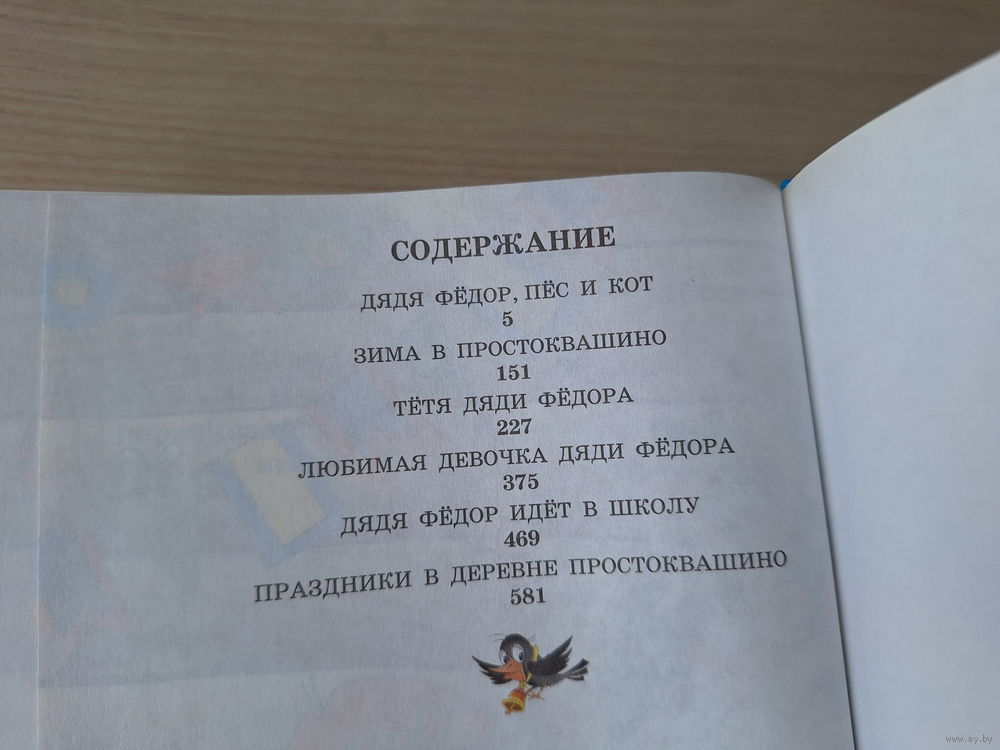 СОДЕРЖАНИЕ
ДЯДЯ ФЁДОР, ПЁС И КОТ
5
ЗИМА В ПРОСТОКВАШИНО
151
ТЁТЯ ДЯДИ ФЁДОРА
227
ЛЮБИМАЯ ДЕВОЧКА ДЯДИ ФЁДОРА
375
ДЯДЯ ФЁДОР ИДЁТ В ШКОЛУ
469
ПРАЗДНИКИ В ДЕРЕВНЕ ПРОСТОКВАШИНО
581
www.ay.by